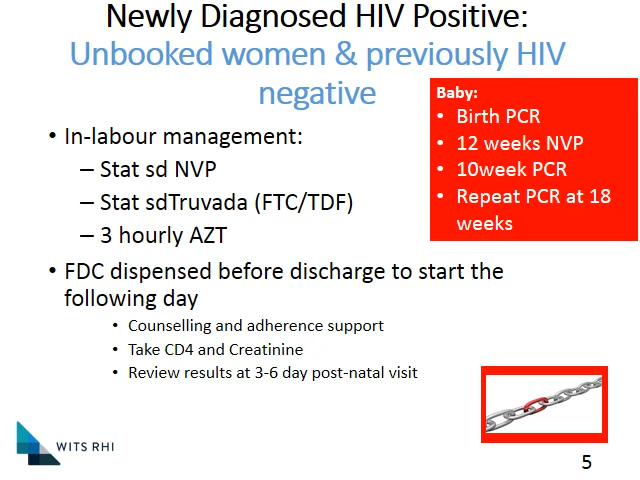 Newly Diagnosed HIV Positive:
Unbooked women & previously HIV
negative
Baby:
• Birth PCR
• 12 weeks NVP
• 10week PCR
• Repeat PCR at 18
weeks
• In-labour management:
– Stat sd NVP
– Stat sdTruvada (FTC/TDF)
– 3 hourly AZT
• FDC dispensed before discharge to start the
following day
• Counselling and adherence support
• Take CD4 and Creatinine
• Review results at 3-6 day post-natal visit
WITS RHI
5